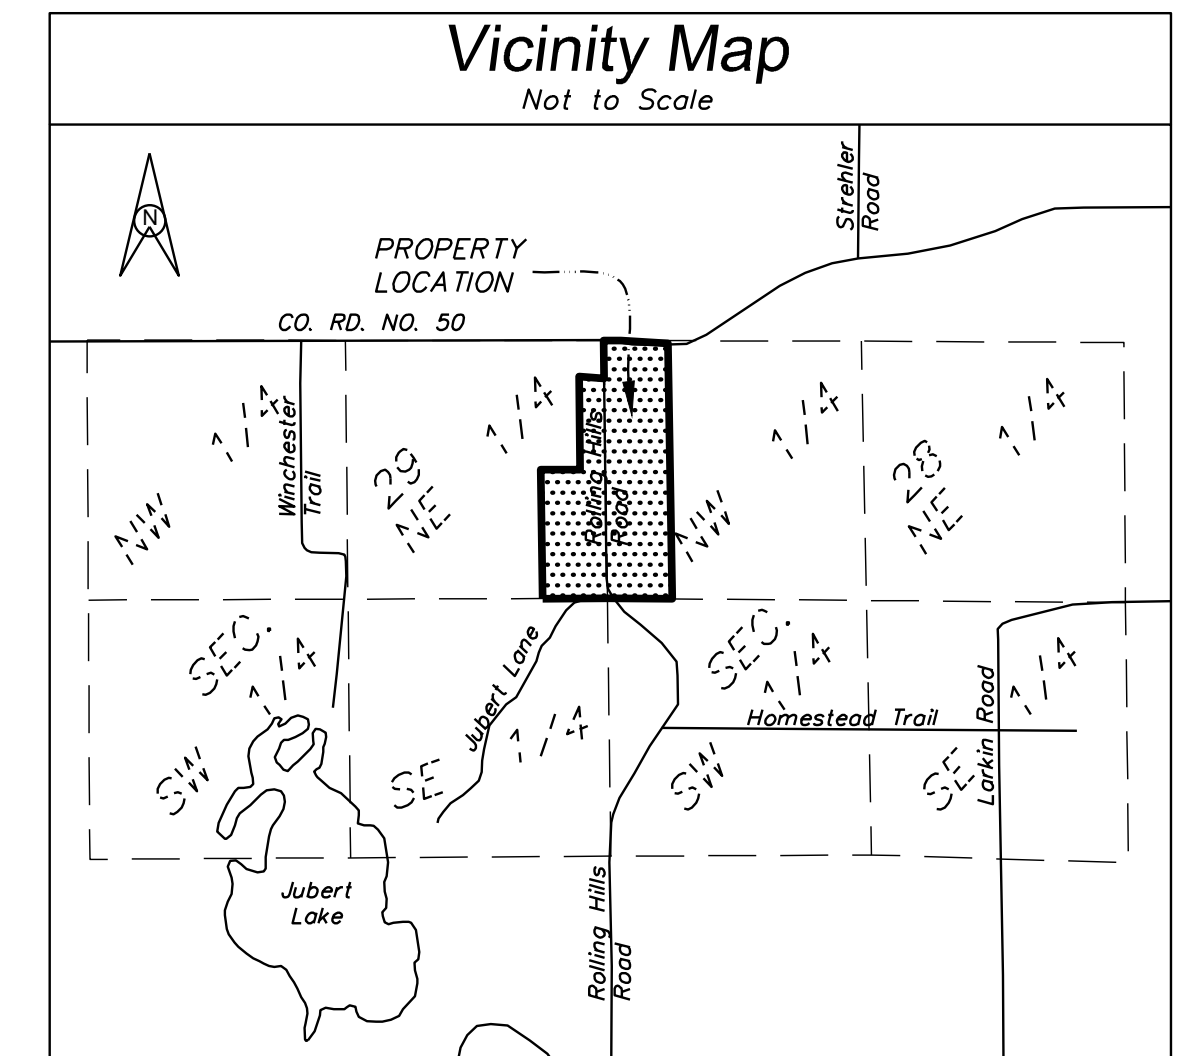 Vicinity Map
Not to Scale
Strehler
Road
N
PROPERTY
LOCATION
CO. RD. NO. 50
NW 1/4
Winchester
Trail
29
NE 1/4
Rolling Hills
Road
NW 1/4
28
NE 1/4
SEC.
SW 1/4
Jubert Lane
SE 1/4
SEC.
SW 1/4
Homestead Trail
Larkin Road
SE 1/4
Jubert
Lake
Rolling Hills
Road